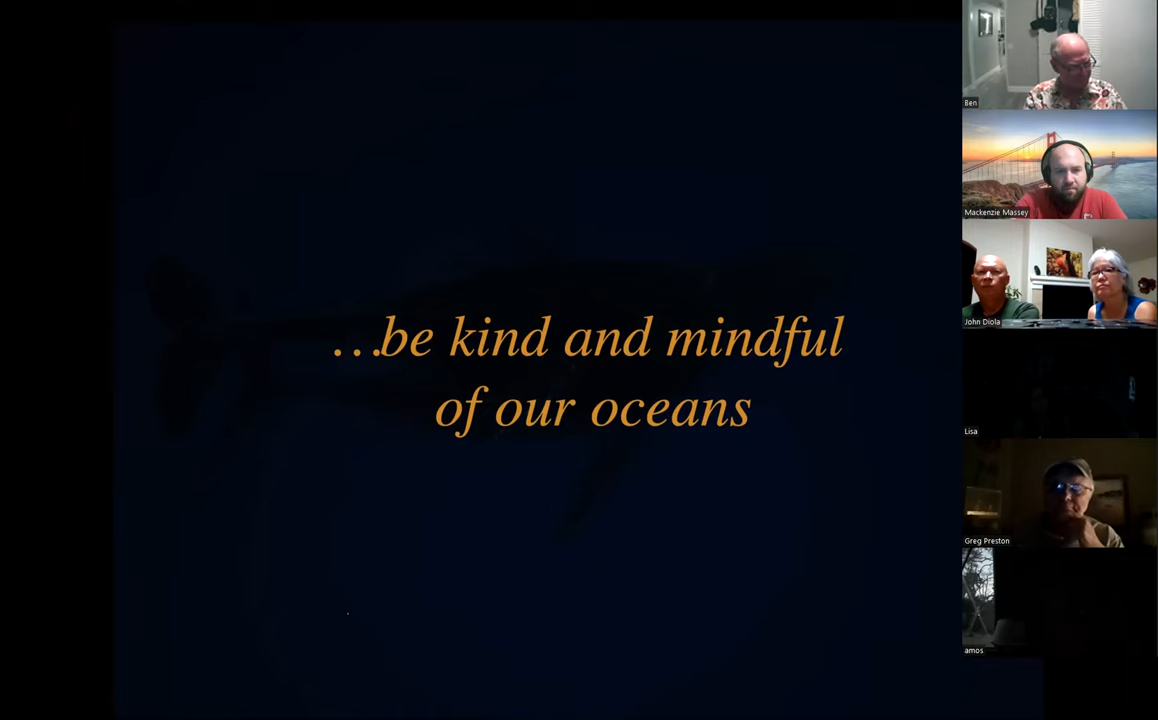 …be kind and mindful
of our oceans
Ben
Mackenzie Massey
John Diola
Lisa
Greg Preston
amos